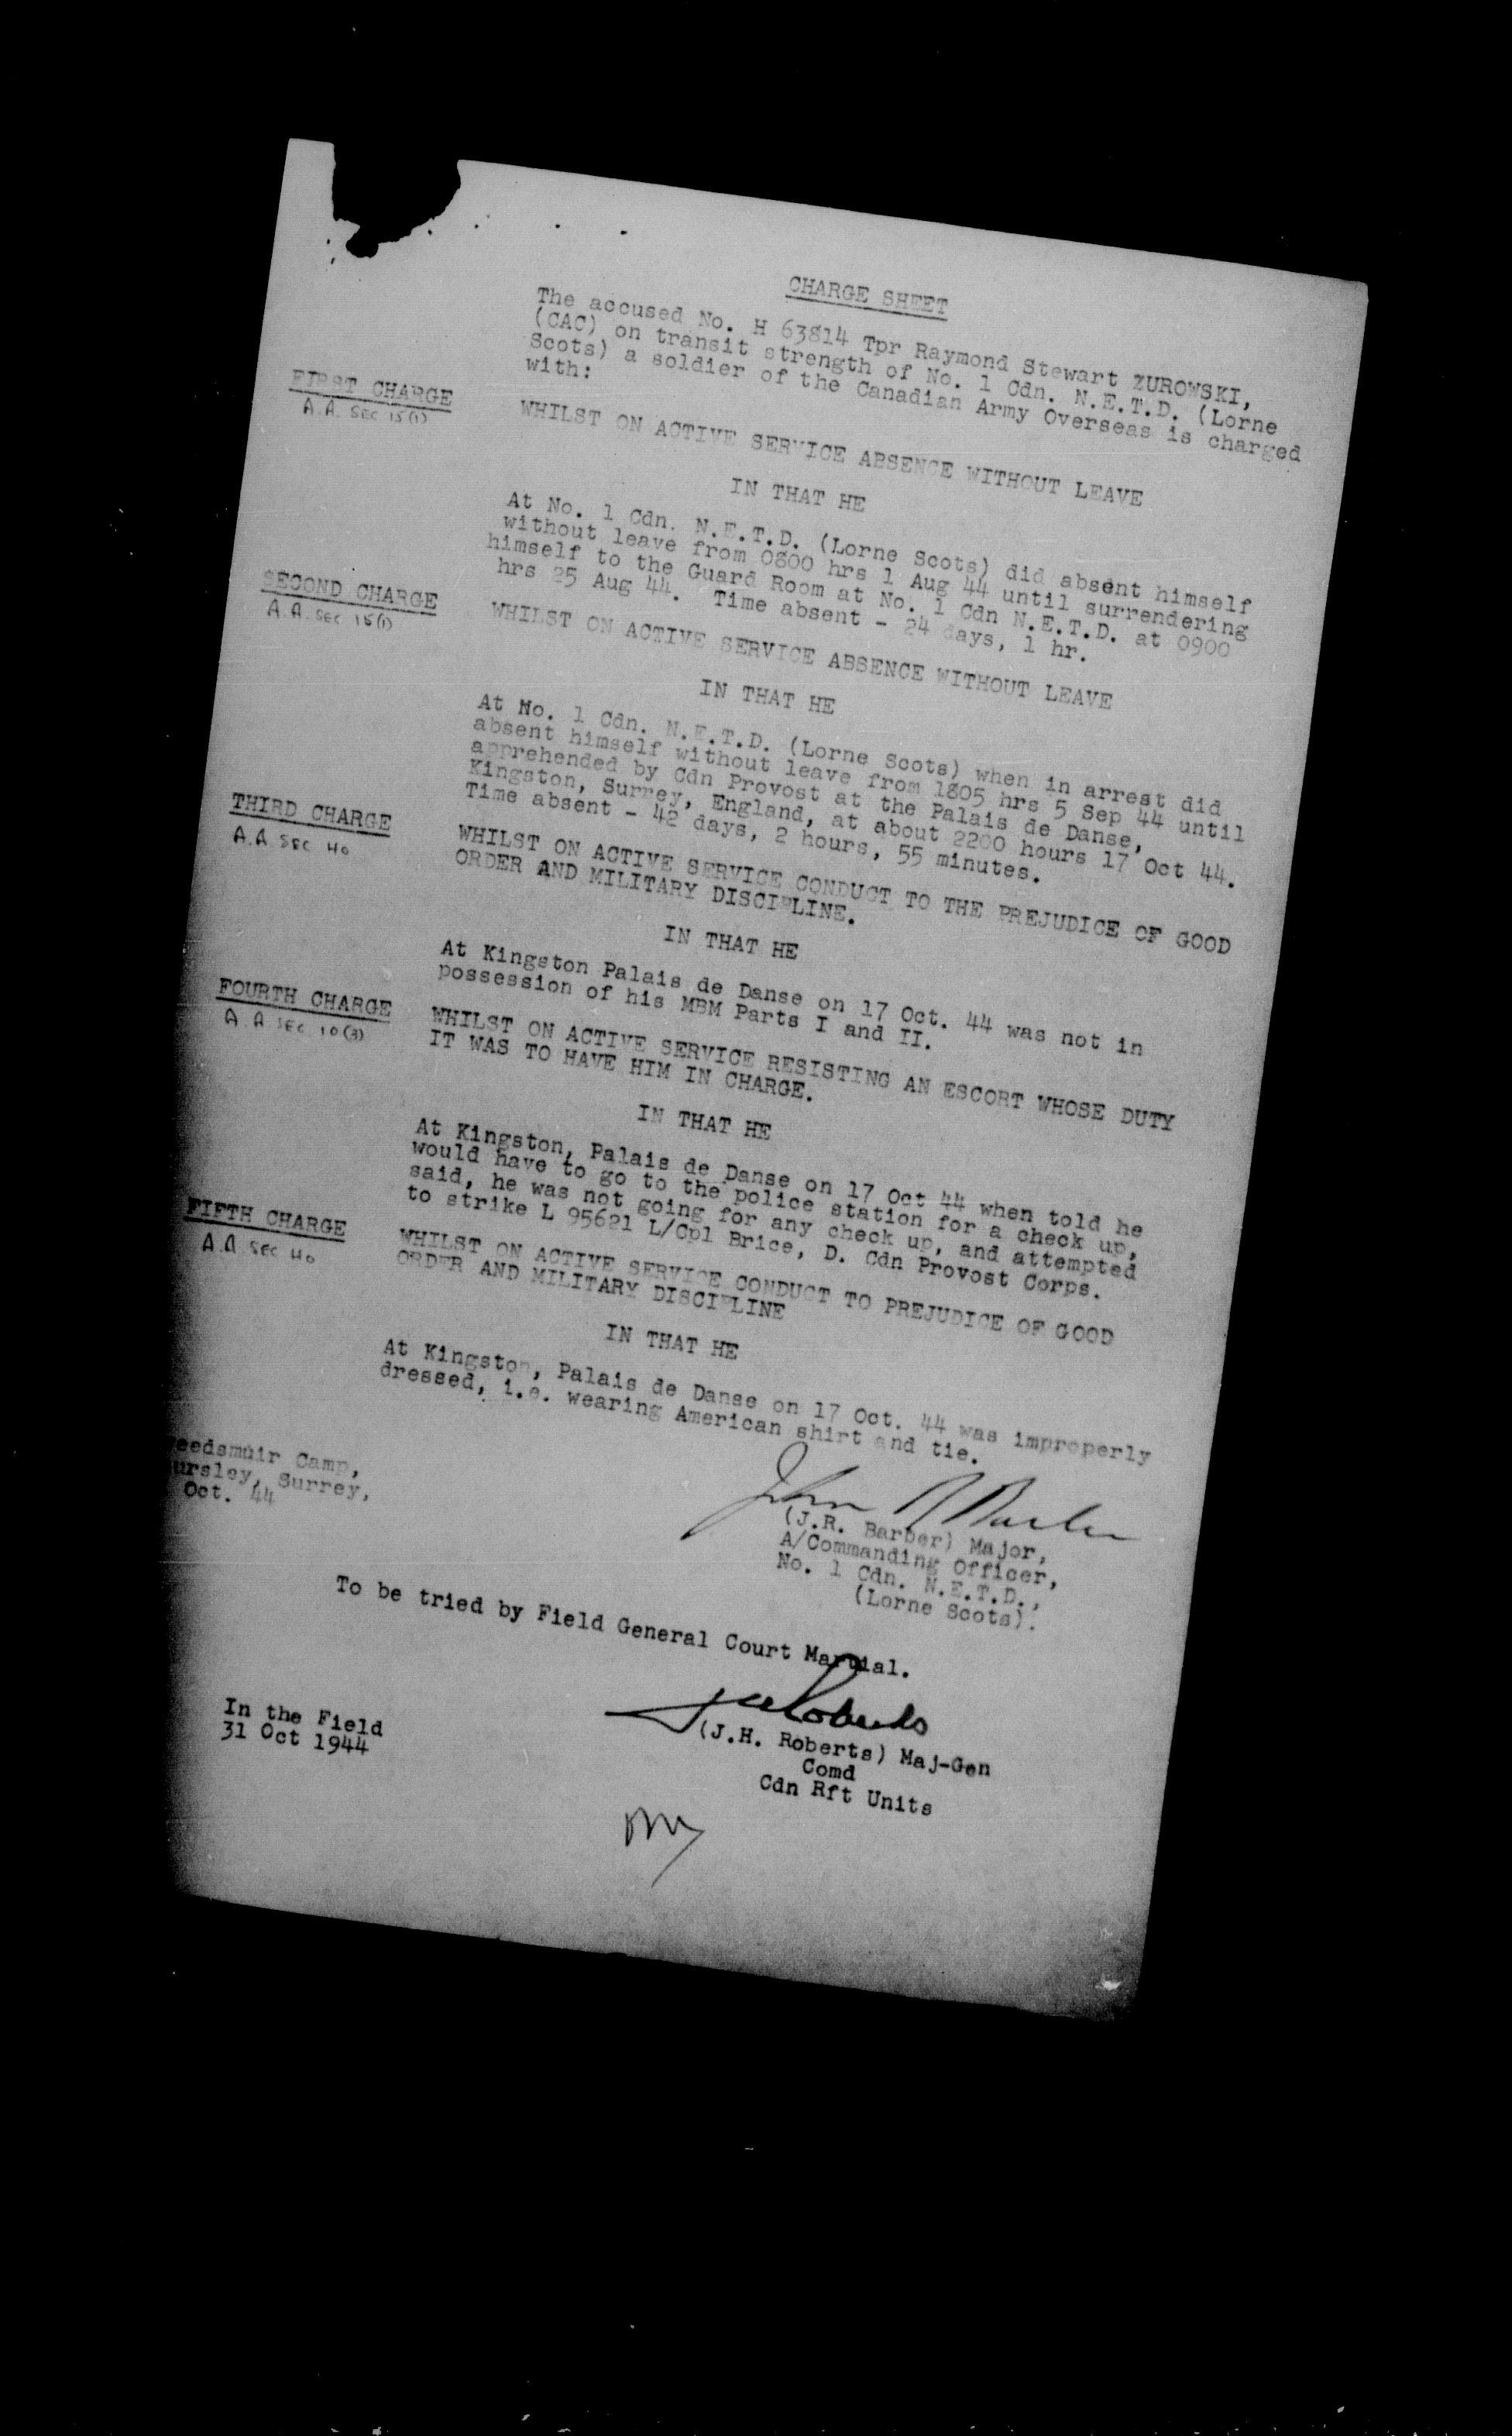 CHARGE SHEET
The accused No. H 63814 Tpr Raymond Stewart ZUROWSKI,
(CAC) on transit strength of No. 1 Cdn. N.E.T.D. (Lorne
Scots) a soldier of the Canadian Army Overseas is charged
with:
FIRST CHARGE
A.A. SEC 15(1)
WHILST ON ACTIVE SERVICE ABSENCE WITHOUT LEAVE
IN THAT HE
At No. 1 Cdn. N.E.T.D. (Lorne Scots) did absent himself
without leave from 0800 hrs 1 Aug 44 until surrendering
himself to the Guard Room at No. 1 Cdn N.E.T.D. at 0900
hrs 25 Aug 44. Time absent - 24 days, 1 hr.
SECOND CHARGE
A.A. SEC 15(1)
WHILST ON ACTIVE SERVICE ABSENCE WITHOUT LEAVE
IN THAT HE
At No. 1 Cdn. N.E.T.D. (Lorne Scots) when in arrest did
absent himself without leave from 1805 hrs 5 Sep 44 until
apprehended by Cdn Provost at the Palais de Danse,
Kingston, Surrey, England, at about 2200 hours 17 Oct 44.
Time absent - 42 days, 2 hours, 55 minutes.
THIRD CHARGE
A.A SEC 40
WHILST ON ACTIVE SERVICE CONDUCT TO THE PREJUDICE OF GOOD
ORDER AND MILITARY DISCIPLINE.
IN THAT HE
At Kingston Palais de Danse on 17 Oct. 44 was not in
possession of his MBM Parts I and II.
FOURTH CHARGE
A.A SEC 10(3)
WHILST ON ACTIVE SERVICE RESISTING AN ESCORT WHOSE DUTY
IT WAS TO HAVE HIM IN CHARGE.
IN THAT HE
At Kingston, Palais de Danse on 17 Oct 44 when told he
would have to go to the police station for a check up,
said, he was not going for any check up, and attempted
to strike L 95621 L/Cpl Brice, D. Cdn Provost Corps.
FIFTH CHARGE
A.A SEC 40
WHILST ON ACTIVE SERVICE CONDUCT TO PREJUDICE OF GOOD
ORDER AND MILITARY DISCIPLINE
IN THAT HE
At Kingston, Palais de Danse on 17 Oct. 44 was improperly
dressed, i.e. wearing American shirt and tie.
eedsmuir Camp,
ursley, Surrey,
Oct. 44
John R Barber
(J.R. Barber) Major,
A/Commanding Officer,
No. 1 Cdn. N.E.T.D.,
(Lorne Scots).
To be tried by Field General Court Martial.
In the Field
31 Oct 1944
JHRoberts
(J.H. Roberts) Maj-Gen
Comd
Cdn Rft Units